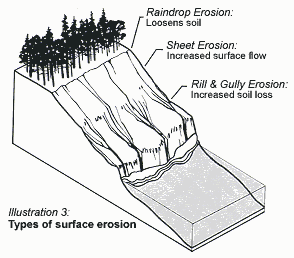 Raindrop Erosion:
Loosens soil
Sheet Erosion:
Increased surface flow
Rill & Gully Erosion:
Increased soil loss
Illustration 3:
Types of surface erosion